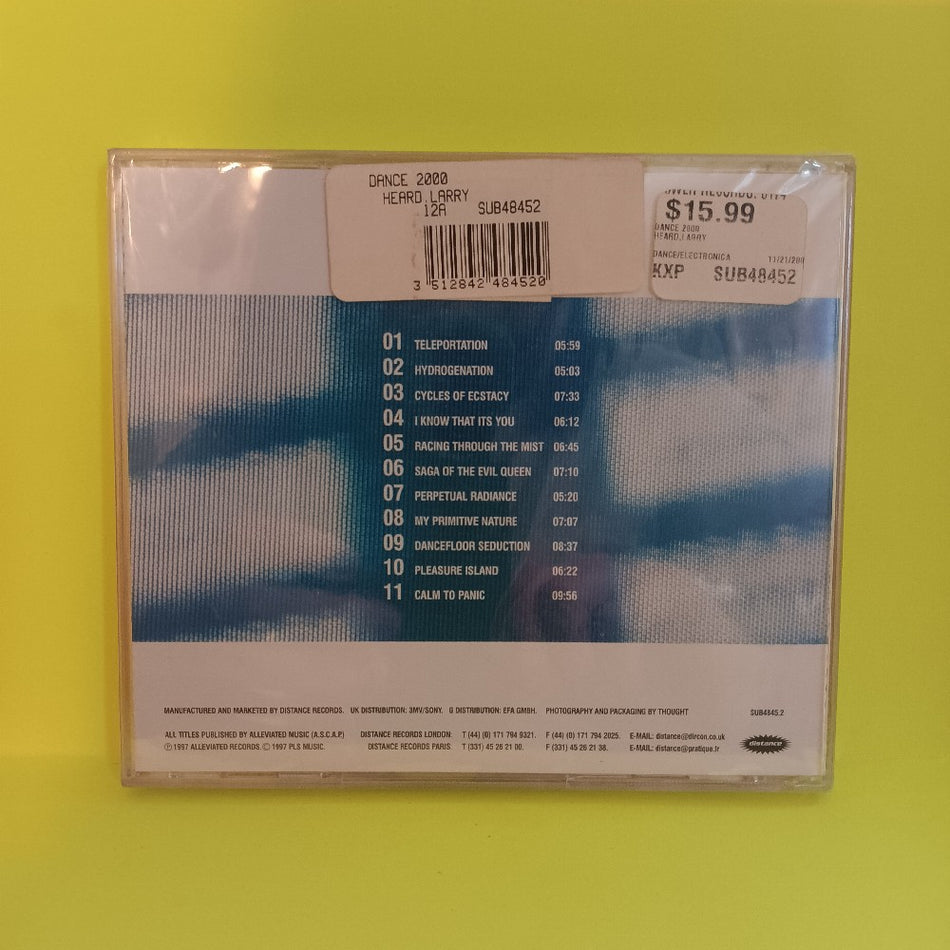 DANCE 2000
HEARD,LARRY
12A SUB48452
3 512842 484520
$15.99
DANCE 2000
HEARD,LARRY
DANCE/ELECTRONICA 11/21/200
KXP SUB48452
01 TELEPORTATION 05:59
02 HYDROGENATION 05:03
03 CYCLES OF ECSTACY 07:33
04 I KNOW THAT ITS YOU 06:12
05 RACING THROUGH THE MIST 06:45
06 SAGA OF THE EVIL QUEEN 07:10
07 PERPETUAL RADIANCE 05:20
08 MY PRIMITIVE NATURE 07:07
09 DANCEFLOOR SEDUCTION 08:37
10 PLEASURE ISLAND 06:22
11 CALM TO PANIC 09:56
MANUFACTURED AND MARKETED BY DISTANCE RECORDS. UK DISTRIBUTION: 3MV/SONY. G DISTRIBUTION: EFA GMBH. PHOTOGRAPHY AND PACKAGING BY THOUGHT SUB4845.2
ALL TITLES PUBLISHED BY ALLEVIATED MUSIC (A.S.C.A.P.) DISTANCE RECORDS LONDON: T (44) (0) 171 794 9321. F (44) (0) 171 794 2025. E-MAIL: distance@dircon.co.uk
Ⓟ 1997 ALLEVIATED RECORDS. © 1997 PLS MUSIC. DISTANCE RECORDS PARIS: T (331) 45 26 21 00. F (331) 45 26 21 38. E-MAIL: distance@pratique.fr
distance